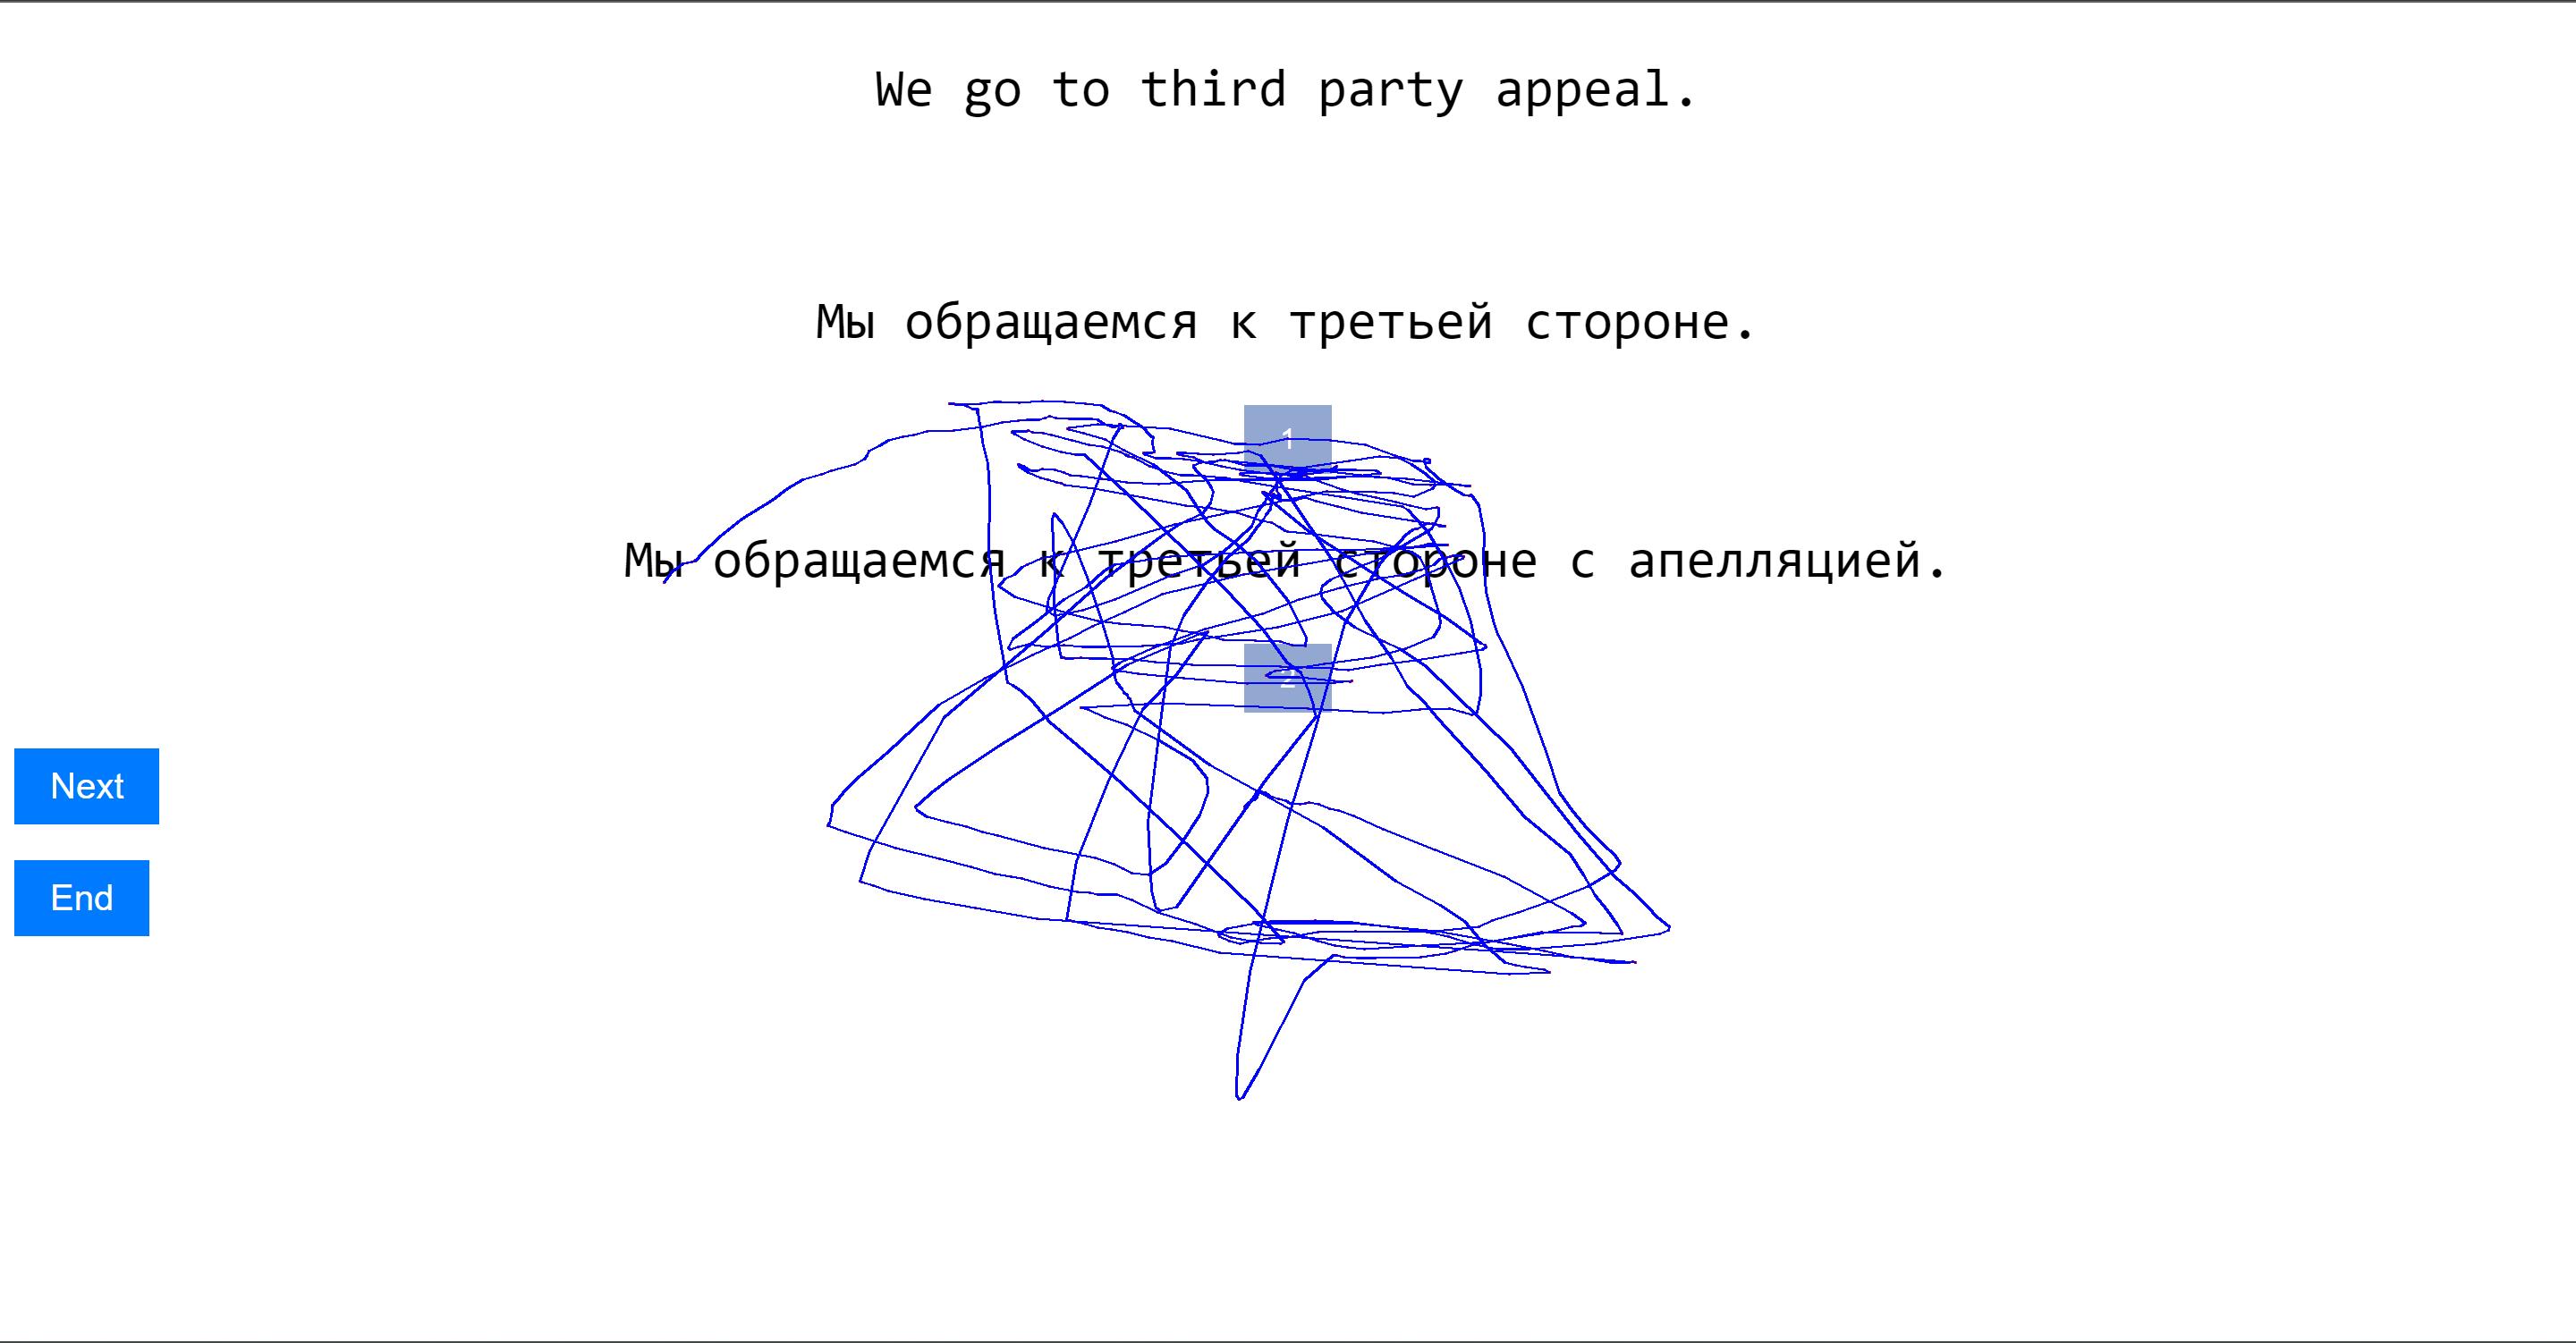 We go to third party appeal.
Мы обращаемся к третьей стороне.
1
Мы обращаемся к третьей стороне с апелляцией.
2
Next
End